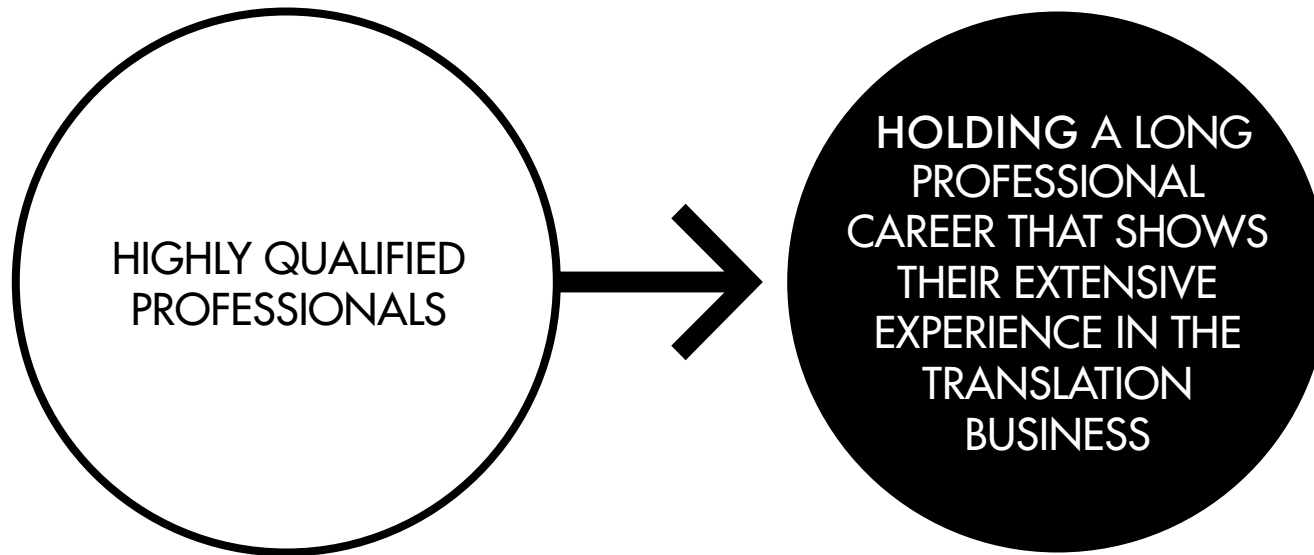 HIGHLY QUALIFIED
PROFESSIONALS
HOLDING A LONG
PROFESSIONAL
CAREER THAT SHOWS
THEIR EXTENSIVE
EXPERIENCE IN THE
TRANSLATION
BUSINESS